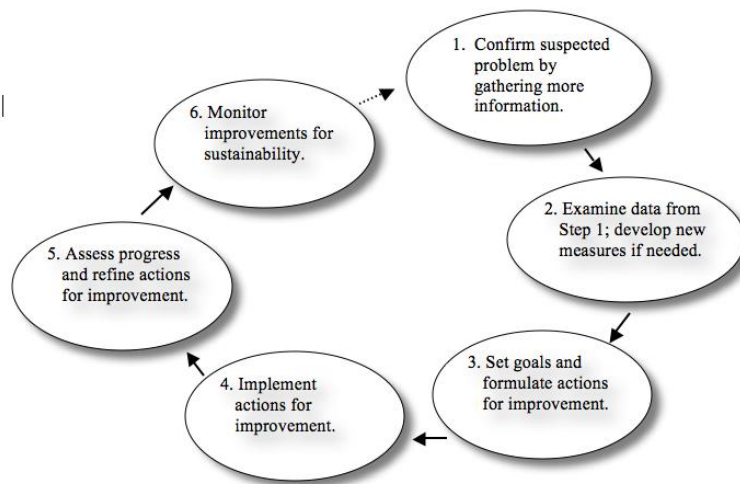 1. Confirm suspected
problem by
gathering more
information.
2. Examine data from
Step 1; develop new
measures if needed.
3. Set goals and
formulate actions
for improvement.
4. Implement
actions for
improvement.
5. Assess progress
and refine actions
for improvement.
6. Monitor
improvements for
sustainability.